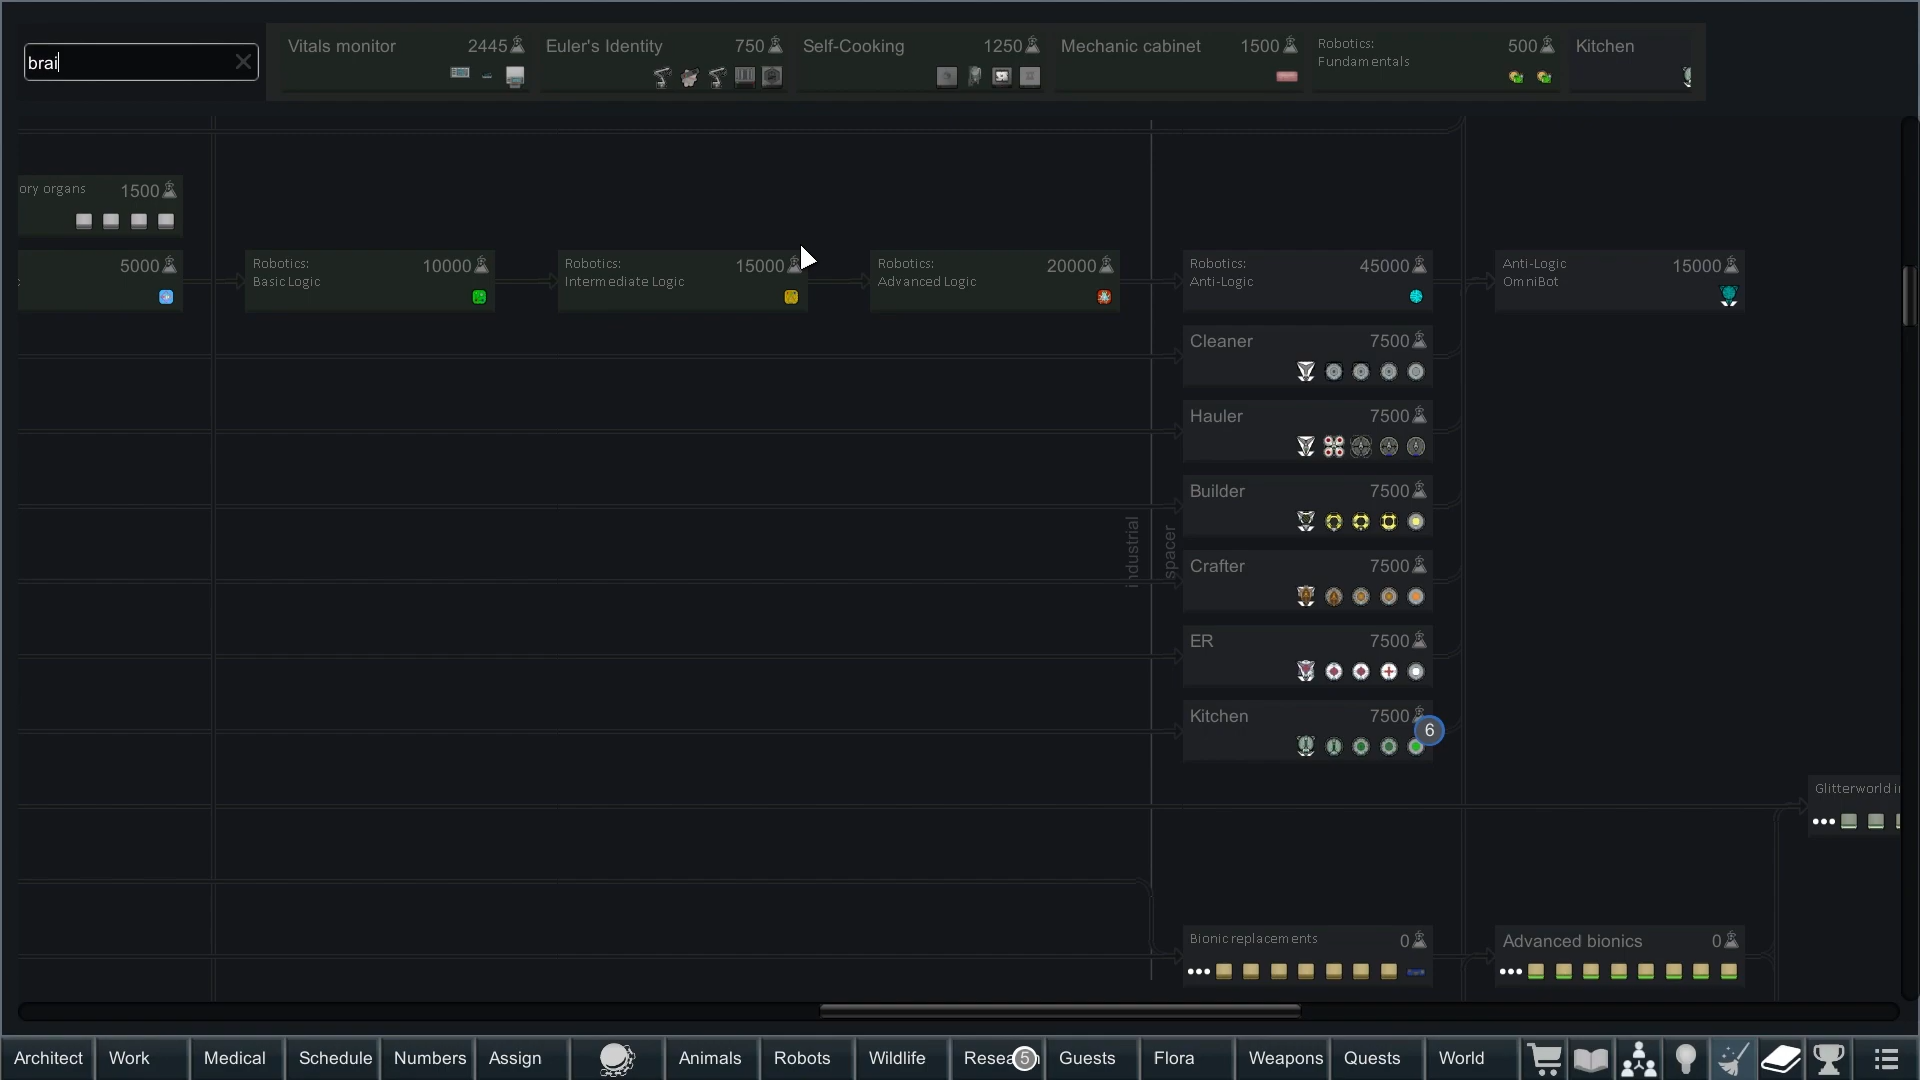 brai
Vitals monitor 2445
Euler's Identity 750
Self-Cooking 1250
Mechanic cabinet 1500
Robotics: 500
Fundamentals
Kitchen
ory organs 1500
5000
Robotics: 10000
Basic Logic
Robotics: 15000
Intermediate Logic
Robotics: 20000
Advanced Logic
Robotics: 45000
Anti-Logic
Anti-Logic 15000
OmniBot
Cleaner 7500
Hauler 7500
Builder 7500
industrial
spacer
Crafter 7500
ER 7500
Kitchen 7500
6
Glitterworld i
Bionic replacements 0
Advanced bionics 0
Architect Work Medical Schedule Numbers Assign Animals Robots Wildlife Resea 5 Guests Flora Weapons Quests World